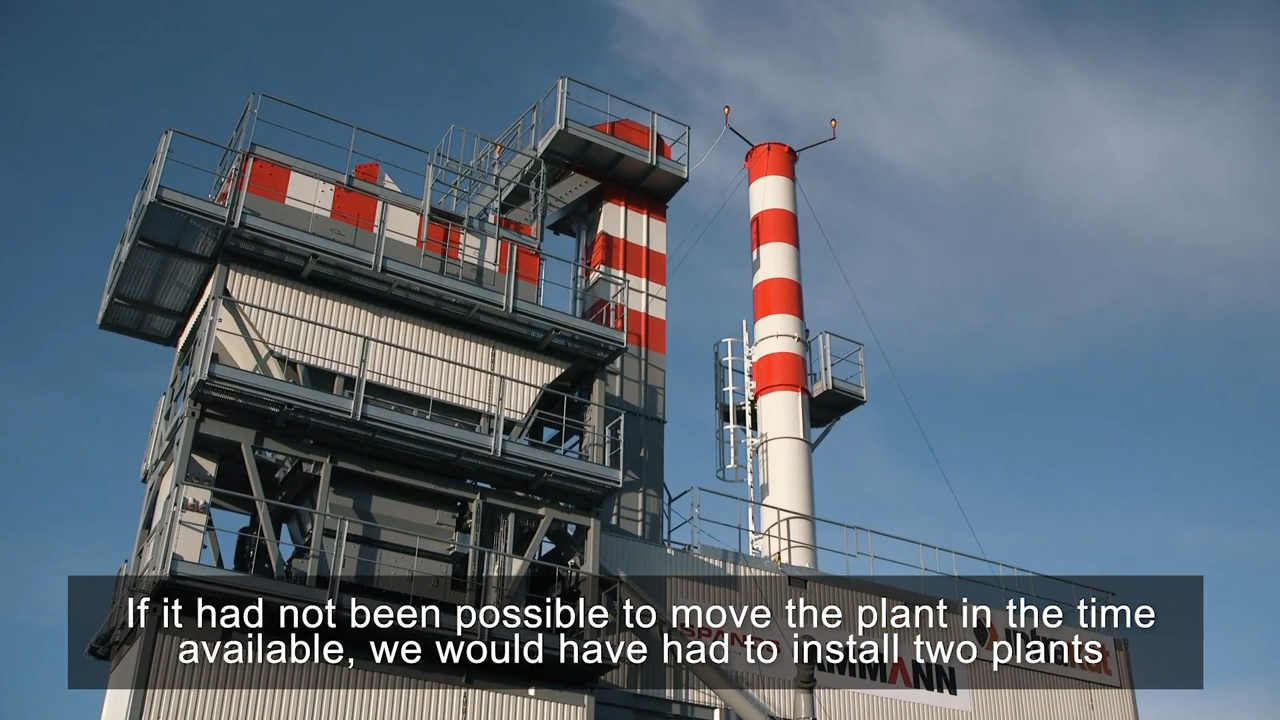 If it had not been possible to move the plant in the time
available, we would have had to install two plants
AMMANN